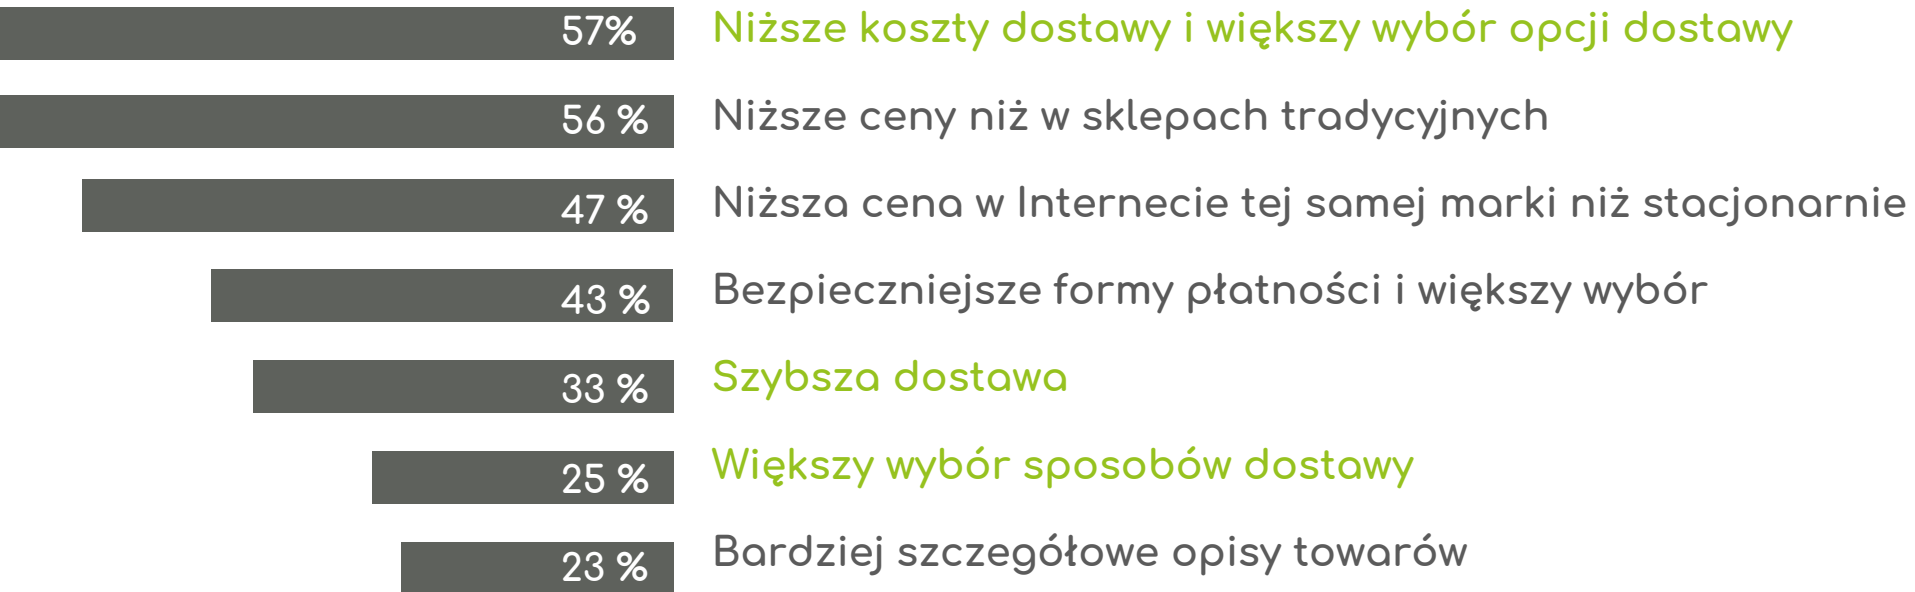 57% Niższe koszty dostawy i większy wybór opcji dostawy
56 % Niższe ceny niż w sklepach tradycyjnych
47 % Niższa cena w Internecie tej samej marki niż stacjonarnie
43 % Bezpieczniejsze formy płatności i większy wybór
33 % Szybsza dostawa
25 % Większy wybór sposobów dostawy
23 % Bardziej szczegółowe opisy towarów